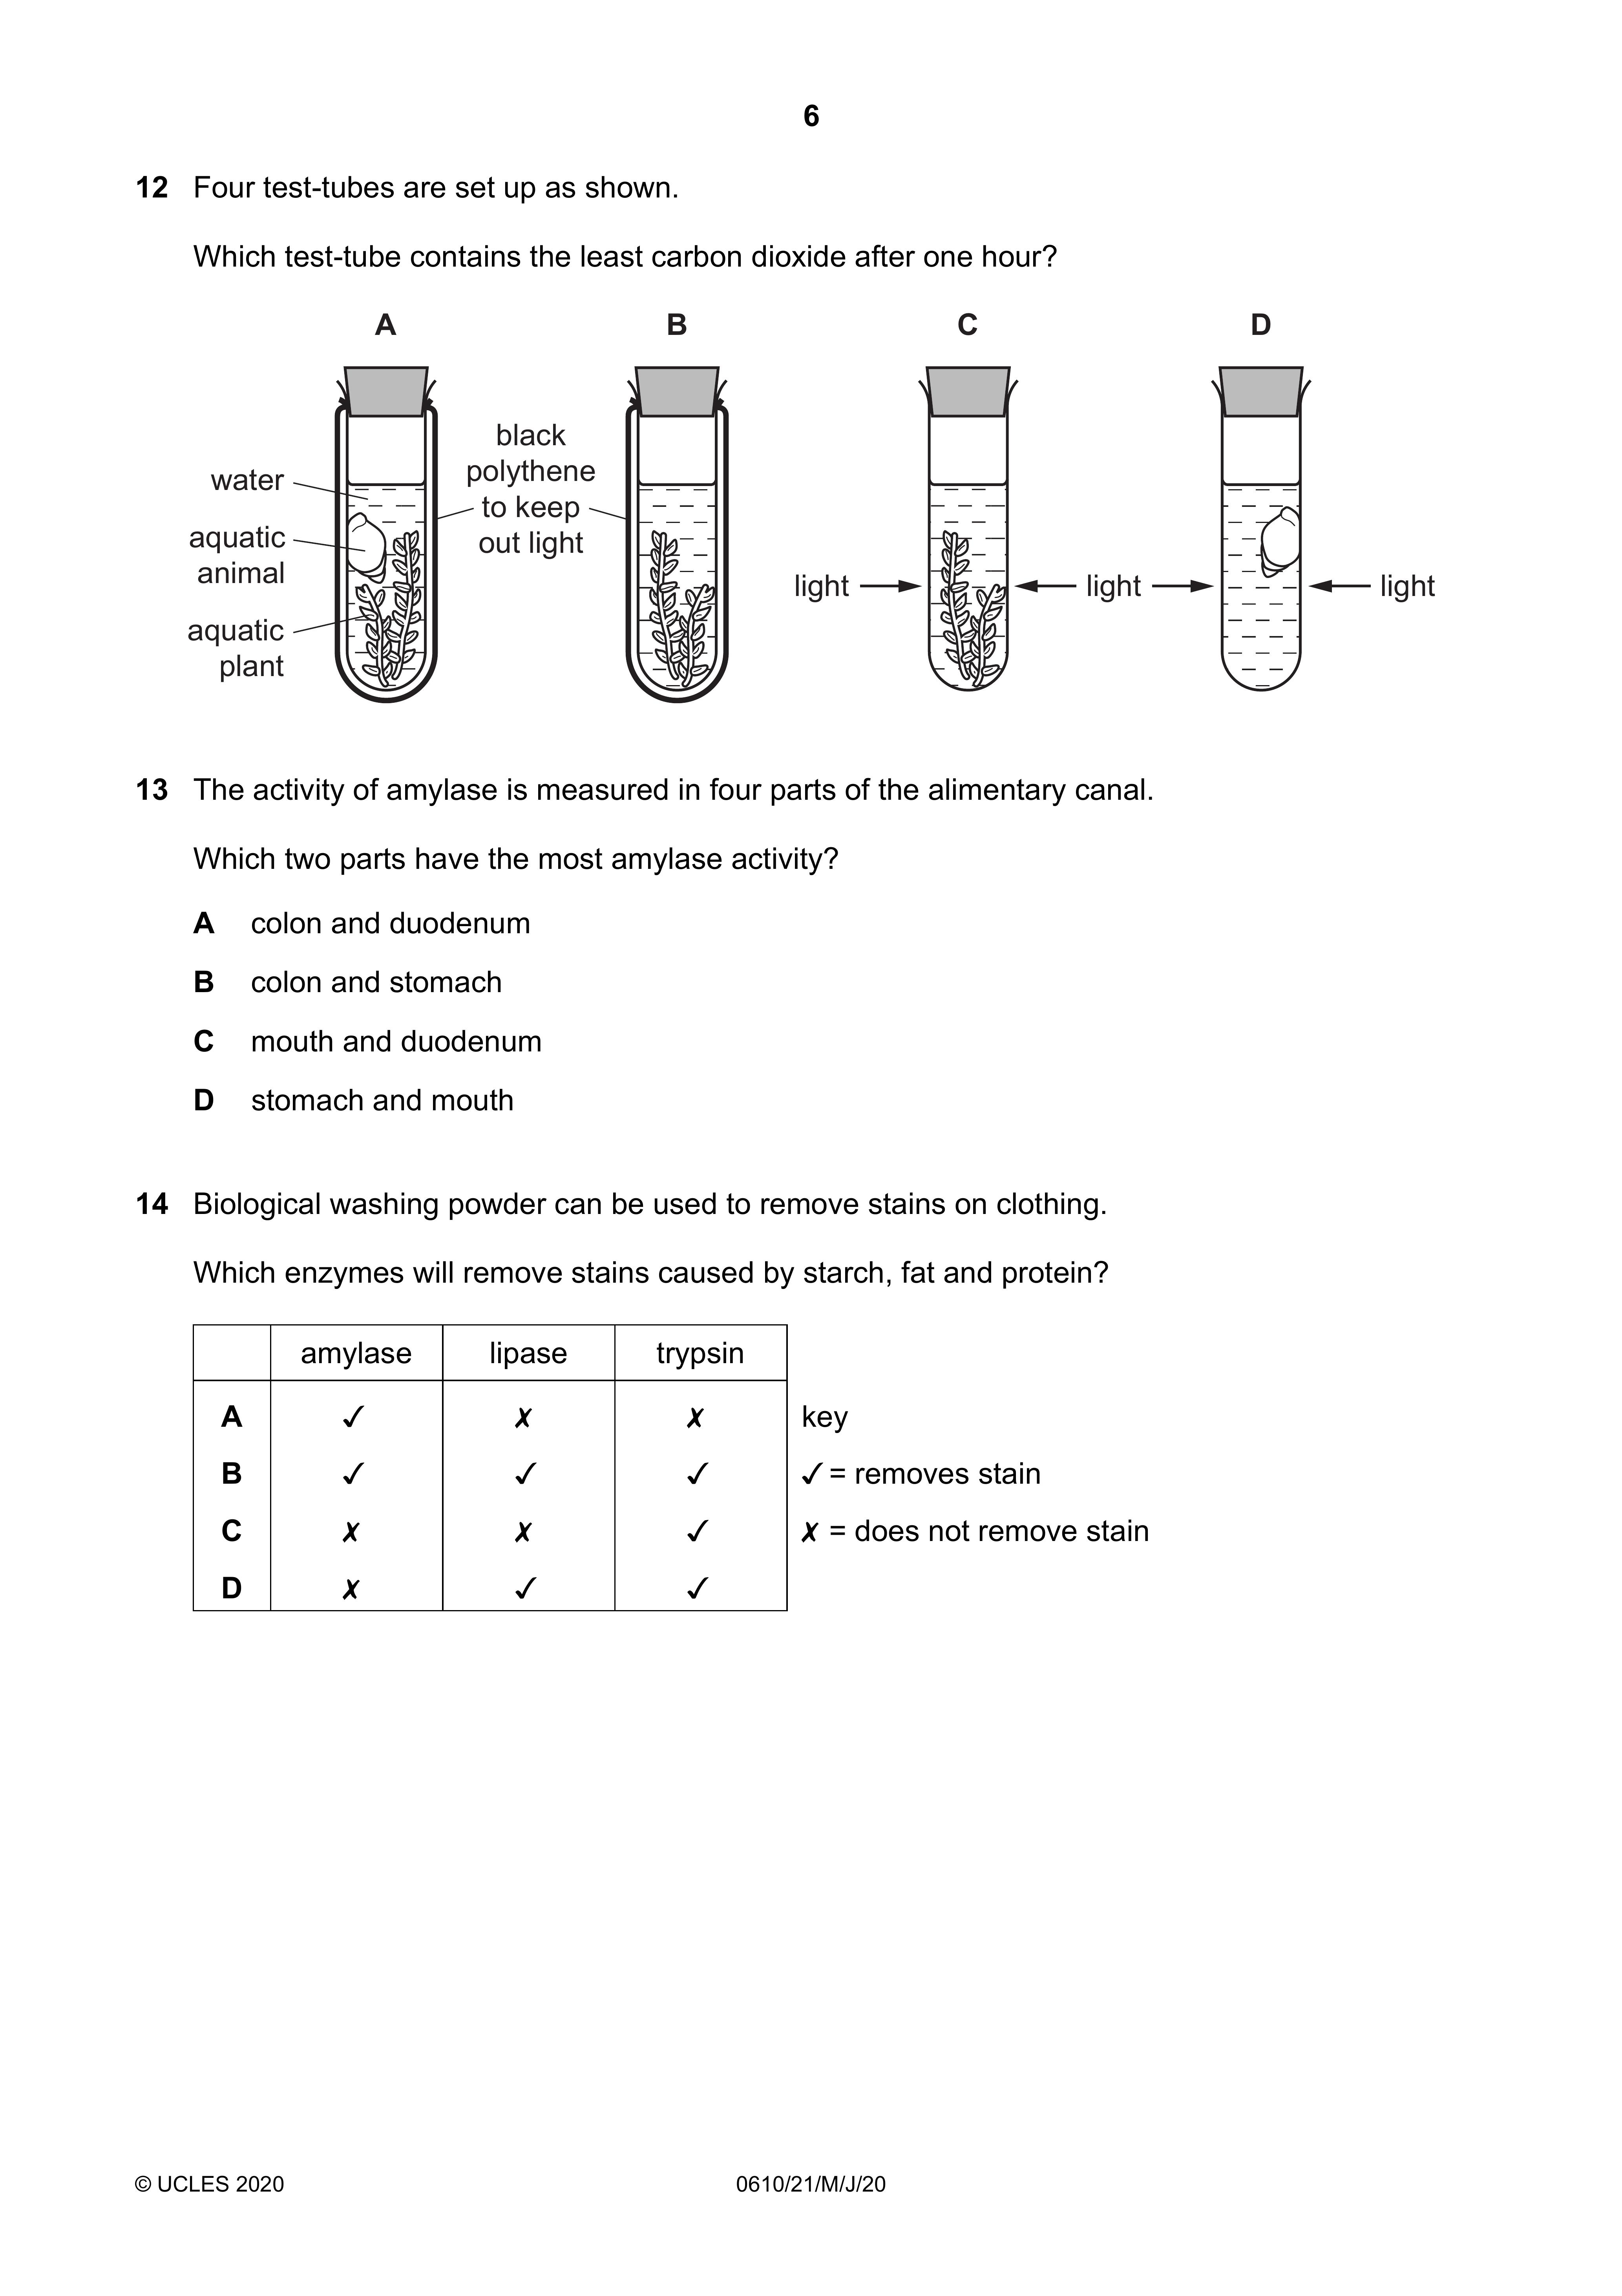 6
12 Four test-tubes are set up as shown.
Which test-tube contains the least carbon dioxide after one hour?
A B C D
water
aquatic
animal
aquatic
plant
black
polythene
to keep
out light
light light light
13 The activity of amylase is measured in four parts of the alimentary canal.
Which two parts have the most amylase activity?
A colon and duodenum
B colon and stomach
C mouth and duodenum
D stomach and mouth
14 Biological washing powder can be used to remove stains on clothing.
Which enzymes will remove stains caused by starch, fat and protein?
amylase lipase trypsin
A ✓ ✗ ✗ key
B ✓ ✓ ✓ ✓ = removes stain
C ✗ ✗ ✓ ✗ = does not remove stain
D ✗ ✓ ✓
© UCLES 2020 0610/21/M/J/20